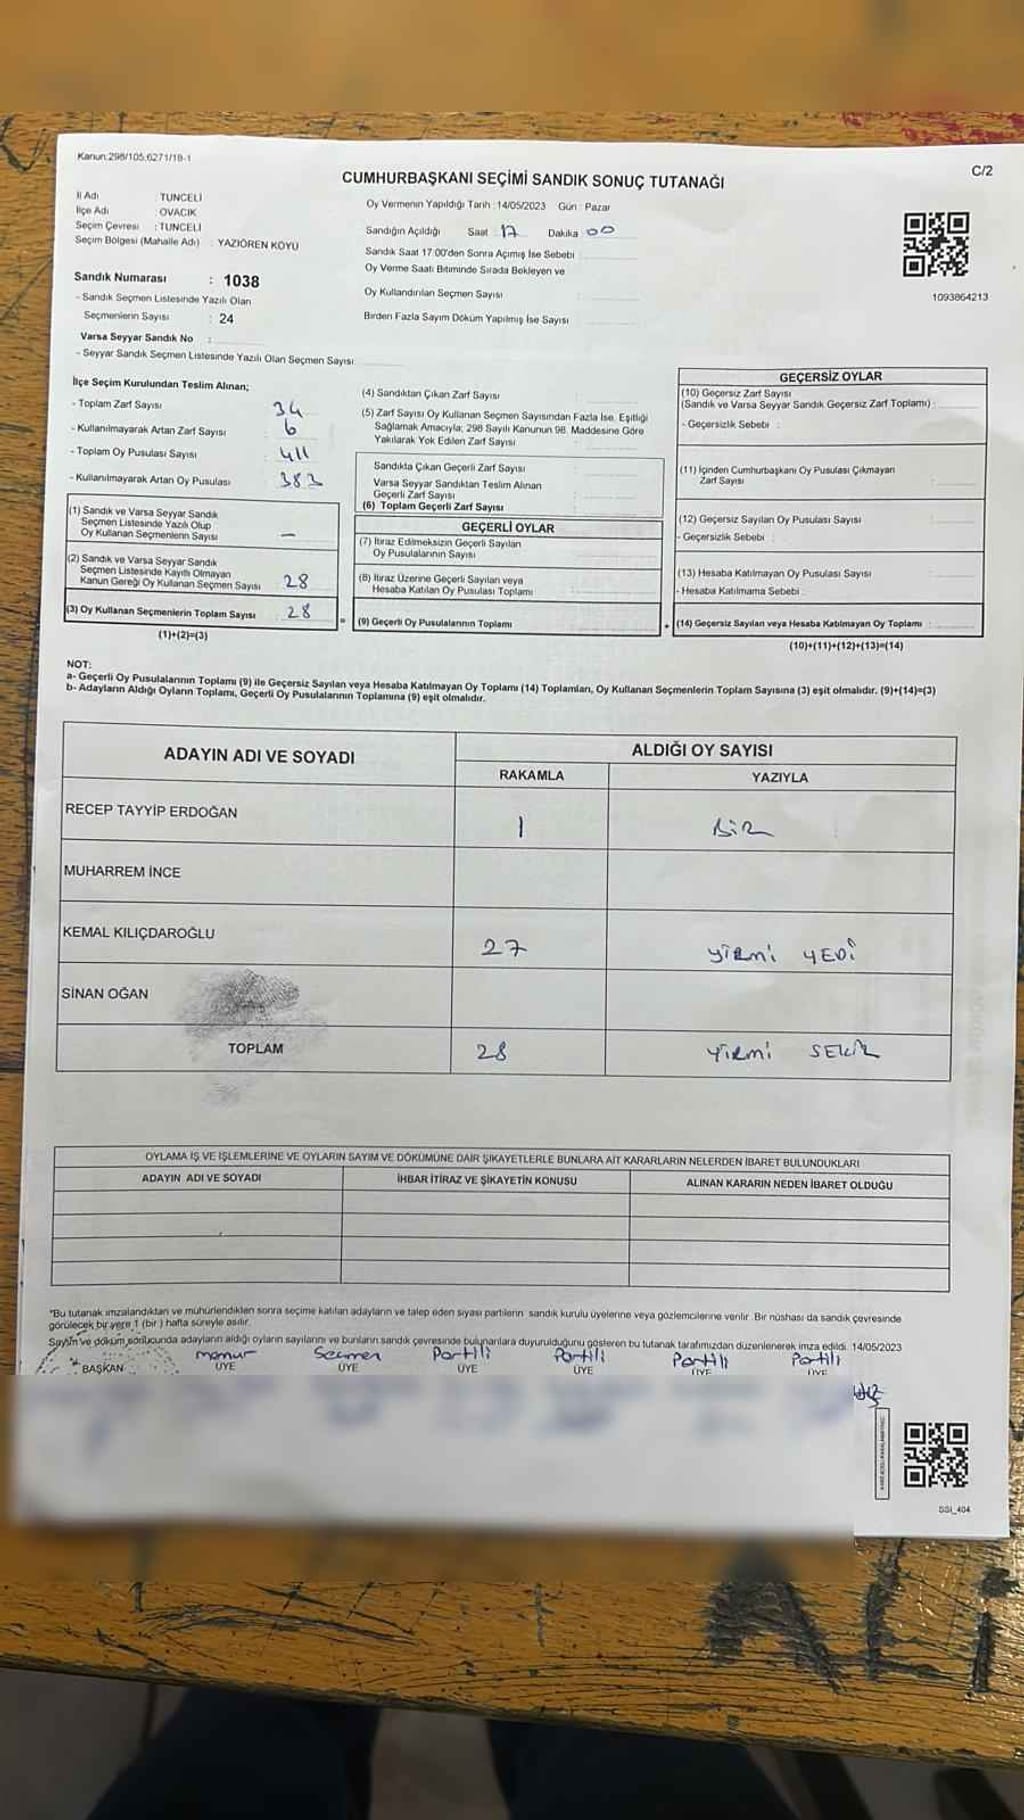 Kanun:298/105,6271/19-1
C/2
CUMHURBAŞKANI SEÇİMİ SANDIK SONUÇ TUTANAĞI
İl Adı : TUNCELİ
İlçe Adı : OVACIK
Seçim Çevresi : TUNCELİ
Seçim Bölgesi (Mahalle Adı) : YAZIÖREN KÖYÜ
Oy Vermenin Yapıldığı Tarih : 14/05/2023 Gün : Pazar
Sandığın Açıldığı Saat : 17 Dakika : 00
Sandık Saat 17:00'den Sonra Açımış İse Sebebi :
Oy Verme Saati Bitiminde Sırada Bekleyen ve
Oy Kullandırılan Seçmen Sayısı :
Birden Fazla Sayım Döküm Yapılmış İse Sayısı :
1093864213
Sandık Numarası : 1038
- Sandık Seçmen Listesinde Yazılı Olan
Seçmenlerin Sayısı : 24
Varsa Seyyar Sandık No :
- Seyyar Sandık Seçmen Listesinde Yazılı Olan Seçmen Sayısı :
İlçe Seçim Kurulundan Teslim Alınan;
- Toplam Zarf Sayısı : 34
- Kullanılmayarak Artan Zarf Sayısı : 6
- Toplam Oy Pusulası Sayısı : 411
- Kullanılmayarak Artan Oy Pusulası : 383
(1) Sandık ve Varsa Seyyar Sandık
Seçmen Listesinde Yazılı Olup
Oy Kullanan Seçmenlerin Sayısı : —
(2) Sandık ve Varsa Seyyar Sandık
Seçmen Listesinde Kayıtlı Olmayan
Kanun Gereği Oy Kullanan Seçmen Sayısı : 28
(3) Oy Kullanan Seçmenlerin Toplam Sayısı : 28
(1)+(2)=(3)
(4) Sandıktan Çıkan Zarf Sayısı :
(5) Zarf Sayısı Oy Kullanan Seçmen Sayısından Fazla İse, Eşitliği
Sağlamak Amacıyla; 298 Sayılı Kanunun 98. Maddesine Göre
Yakılarak Yok Edilen Zarf Sayısı :
Sandıkta Çıkan Geçerli Zarf Sayısı :
Varsa Seyyar Sandıktan Teslim Alınan
Geçerli Zarf Sayısı :
(6) Toplam Geçerli Zarf Sayısı :
GEÇERLİ OYLAR
(7) İtiraz Edilmeksizin Geçerli Sayılan
Oy Pusulalarının Sayısı :
(8) İtiraz Üzerine Geçerli Sayılan veya
Hesaba Katılan Oy Pusulası Toplamı :
= (9) Geçerli Oy Pusulalarının Toplamı :
GEÇERSİZ OYLAR
(10) Geçersiz Zarf Sayısı
(Sandık ve Varsa Seyyar Sandık Geçersiz Zarf Toplamı) :
- Geçersizlik Sebebi :
(11) İçinden Cumhurbaşkanı Oy Pusulası Çıkmayan
Zarf Sayısı :
(12) Geçersiz Sayılan Oy Pusulası Sayısı :
- Geçersizlik Sebebi :
(13) Hesaba Katılmayan Oy Pusulası Sayısı :
- Hesaba Katılmama Sebebi :
+ (14) Geçersiz Sayılan veya Hesaba Katılmayan Oy Toplamı :
(10)+(11)+(12)+(13)=(14)
NOT:
a- Geçerli Oy Pusulalarının Toplamı (9) ile Geçersiz Sayılan veya Hesaba Katılmayan Oy Toplamı (14) Toplamları, Oy Kullanan Seçmenlerin Toplam Sayısına (3) eşit olmalıdır. (9)+(14)=(3)
b- Adayların Aldığı Oyların Toplamı, Geçerli Oy Pusulalarının Toplamına (9) eşit olmalıdır.
ADAYIN ADI VE SOYADI ALDIĞI OY SAYISI
RAKAMLA YAZIYLA
RECEP TAYYİP ERDOĞAN 1 BİR
MUHARREM İNCE
KEMAL KILIÇDAROĞLU 27 YİRMİ YEDİ
SİNAN OĞAN
TOPLAM 28 YİRMİ SEKİZ
OYLAMA İŞ VE İŞLEMLERİNE VE OYLARIN SAYIM VE DÖKÜMÜNE DAİR ŞİKAYETLERLE BUNLARA AİT KARARLARIN NELERDEN İBARET BULUNDUKLARI
ADAYIN ADI VE SOYADI İHBAR İTİRAZ VE ŞİKAYETİN KONUSU ALINAN KARARIN NEDEN İBARET OLDUĞU
*Bu tutanak imzalandıktan ve mühürlendikten sonra seçime katılan adayların ve talep eden siyasi partilerin sandık kurulu üyelerine veya gözlemcilerine verilir. Bir nüshası da sandık çevresinde
görülecek bir yere 1 (bir ) hafta süreyle asılır.
Sayım ve döküm sonucunda adayların aldığı oyların sayılarını ve bunların sandık çevresinde bulunanlara duyurulduğunu gösteren bu tutanak tarafımızdan düzenlenerek imza edildi. 14/05/2023
memur Seçmen Partili Partili Partili Partili
BAŞKAN ÜYE ÜYE ÜYE ÜYE ÜYE ÜYE
SSI_404
ALİ